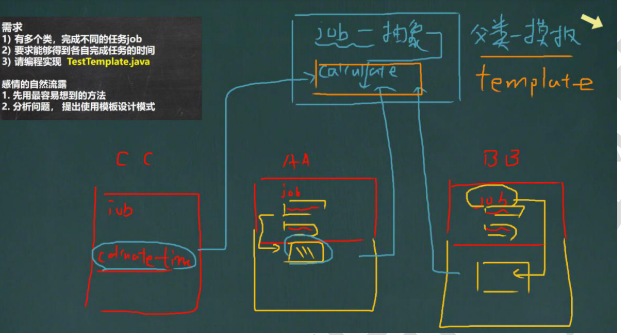 需求
1) 有多个类，完成不同的任务job
2) 要求能够得到各自完成任务的时间
3) 请编程实现 TestTemplate.java
感情的自然流露
1. 先用最容易想到的方法
2. 分析问题，提出使用模板设计模式
job - 抽象
calculate
父类-模板
template
CC
job
calculate-time
AA
job
BB
job